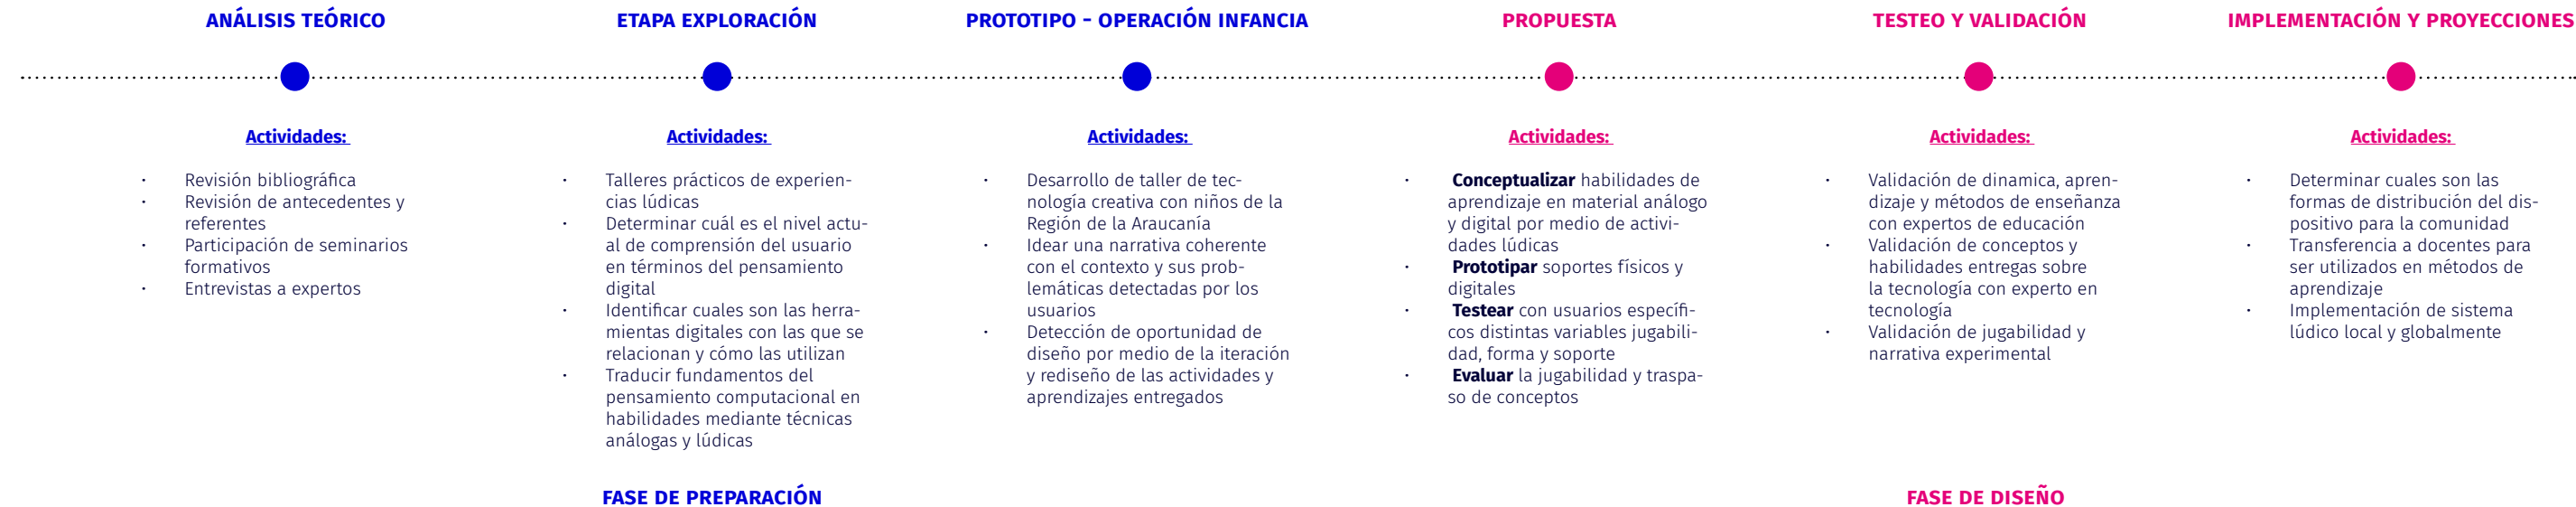 ANÁLISIS TEÓRICO
Actividades:
· Revisión bibliográfica
· Revisión de antecedentes y
referentes
· Participación de seminarios
formativos
· Entrevistas a expertos
ETAPA EXPLORACIÓN
Actividades:
· Talleres prácticos de experien-
cias lúdicas
· Determinar cuál es el nivel actu-
al de comprensión del usuario
en términos del pensamiento
digital
· Identificar cuales son las herra-
mientas digitales con las que se
relacionan y cómo las utilizan
· Traducir fundamentos del
pensamiento computacional en
habilidades mediante técnicas
análogas y lúdicas
PROTOTIPO - OPERACIÓN INFANCIA
Actividades:
· Desarrollo de taller de tec-
nología creativa con niños de la
Región de la Araucanía
· Idear una narrativa coherente
con el contexto y sus prob-
lemáticas detectadas por los
usuarios
· Detección de oportunidad de
diseño por medio de la iteración
y rediseño de las actividades y
aprendizajes entregados
FASE DE PREPARACIÓN
PROPUESTA
Actividades:
· Conceptualizar habilidades de
aprendizaje en material análogo
y digital por medio de activi-
dades lúdicas
· Prototipar soportes físicos y
digitales
· Testear con usuarios específi-
cos distintas variables jugabili-
dad, forma y soporte
· Evaluar la jugabilidad y traspa-
so de conceptos
TESTEO Y VALIDACIÓN
Actividades:
· Validación de dinamica, apren-
dizaje y métodos de enseñanza
con expertos de educación
· Validación de conceptos y
habilidades entregas sobre
la tecnología con experto en
tecnología
· Validación de jugabilidad y
narrativa experimental
IMPLEMENTACIÓN Y PROYECCIONES
Actividades:
· Determinar cuales son las
formas de distribución del dis-
positivo para la comunidad
· Transferencia a docentes para
ser utilizados en métodos de
aprendizaje
· Implementación de sistema
lúdico local y globalmente
FASE DE DISEÑO